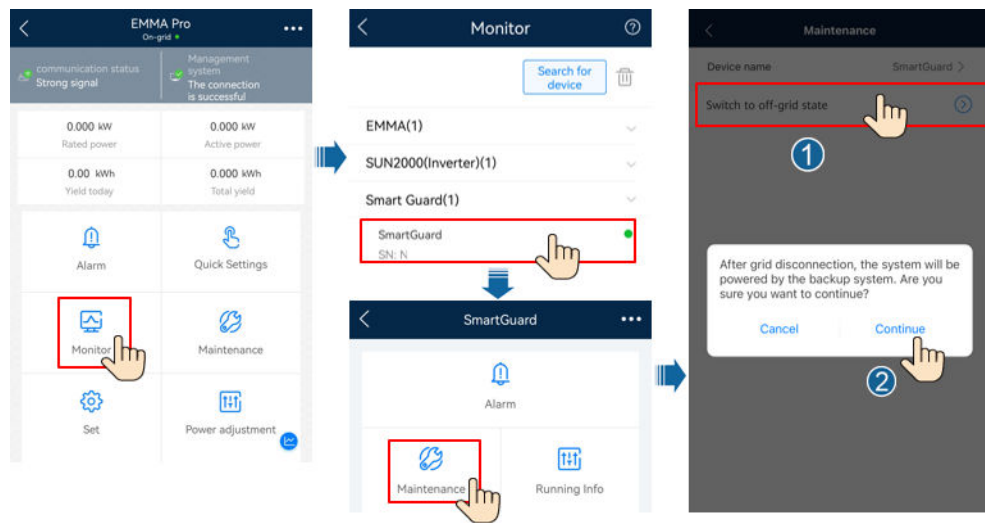 EMMA Pro
On-grid
communication status
Strong signal
Management
system
The connection
is successful
0.000 kW
Rated power
0.000 kW
Active power
0.00 kWh
Yield today
0.000 kWh
Total yield
Alarm
Quick Settings
Monitor
Maintenance
Set
Power adjustment
Monitor
Search for
device
EMMA(1)
SUN2000(Inverter)(1)
Smart Guard(1)
SmartGuard
SN: N
SmartGuard
Alarm
Maintenance
Running Info
Maintenance
Device name
SmartGuard
Switch to off-grid state
1
After grid disconnection, the system will be
powered by the backup system. Are you
sure you want to continue?
Cancel
Continue
2